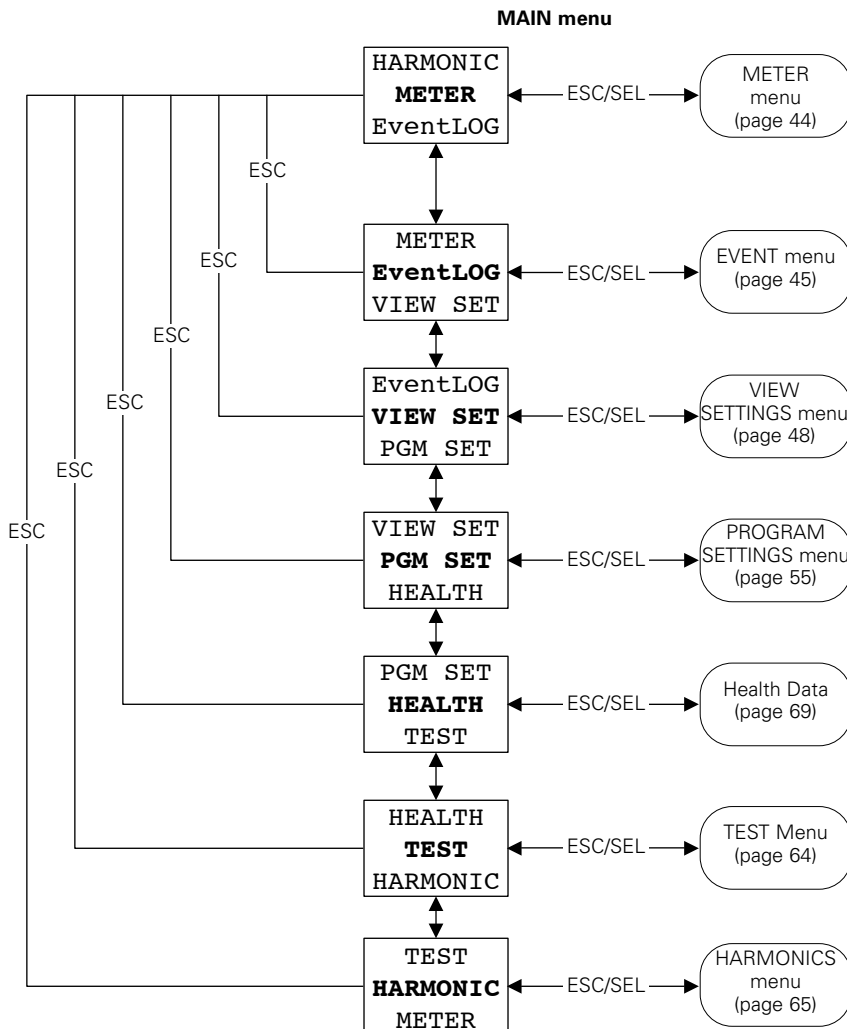 MAIN menu
HARMONIC
METER
EventLOG
ESC/SEL
METER
menu
(page 44)
ESC
METER
EventLOG
VIEW SET
ESC/SEL
EVENT menu
(page 45)
ESC
EventLOG
VIEW SET
PGM SET
ESC/SEL
VIEW
SETTINGS menu
(page 48)
ESC
VIEW SET
PGM SET
HEALTH
ESC/SEL
PROGRAM
SETTINGS menu
(page 55)
ESC
PGM SET
HEALTH
TEST
ESC/SEL
Health Data
(page 69)
ESC
HEALTH
TEST
HARMONIC
ESC/SEL
TEST Menu
(page 64)
ESC
TEST
HARMONIC
METER
ESC/SEL
HARMONICS
menu
(page 65)